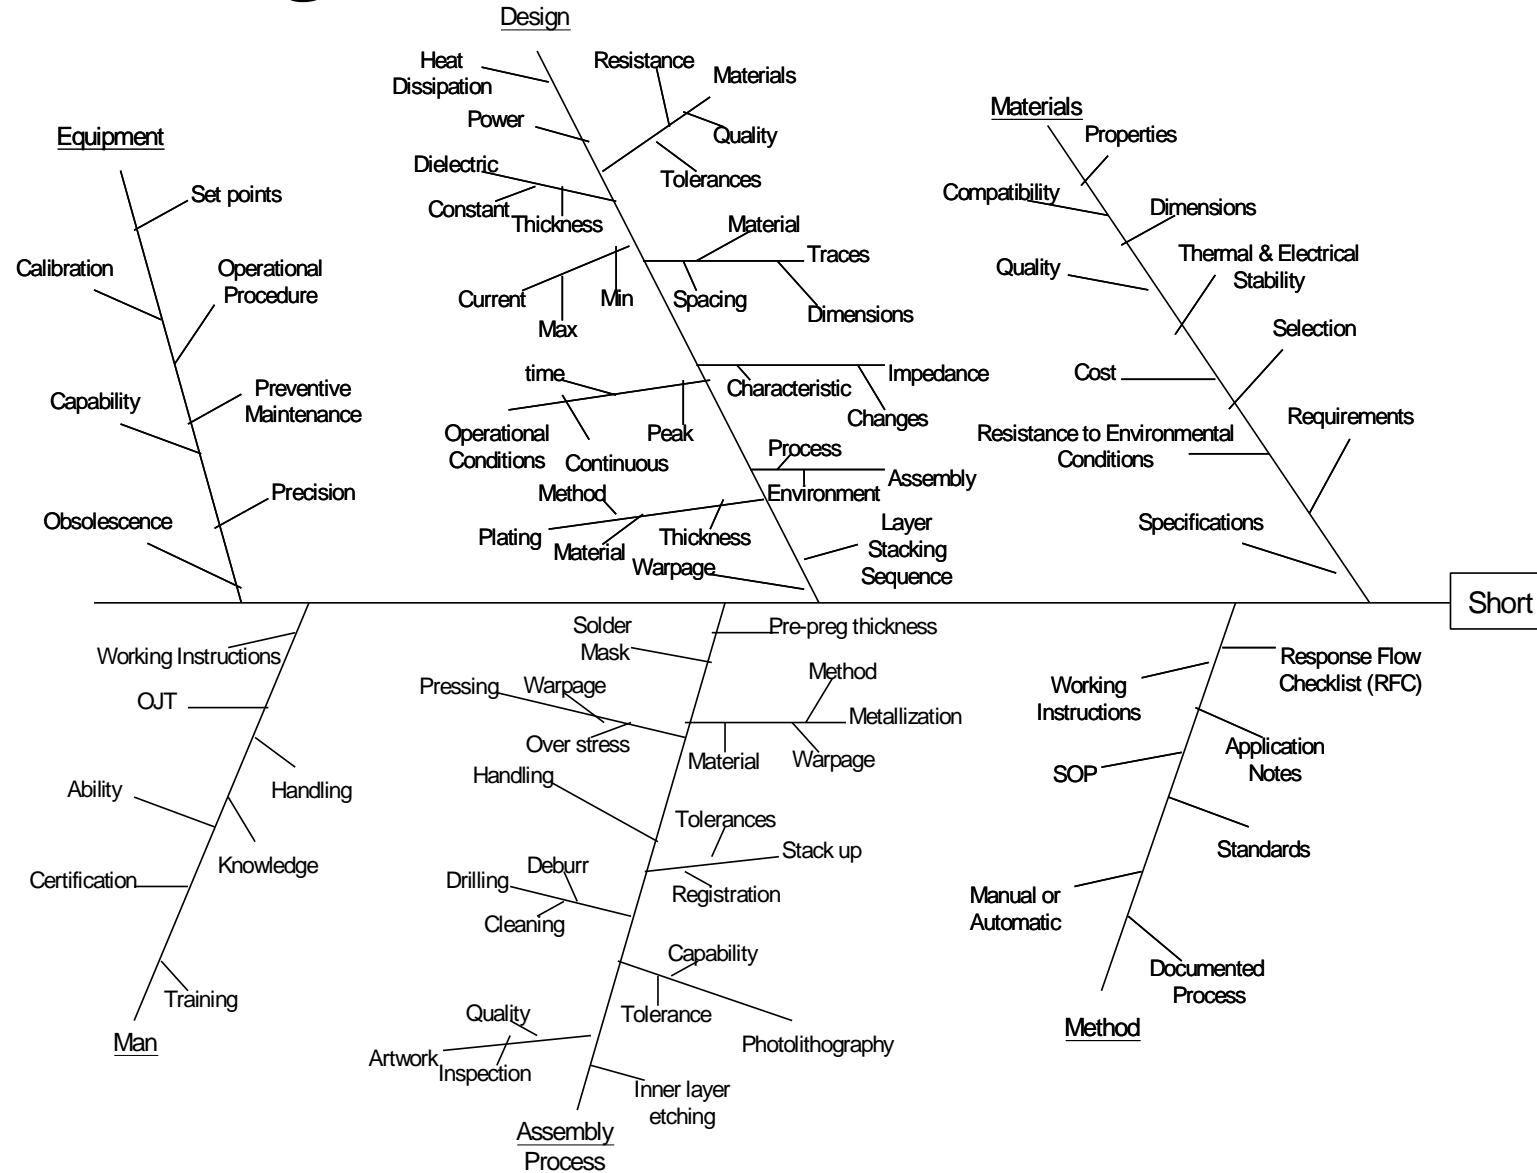 Design
Heat
Dissipation
Resistance
Materials
Power
Quality
Dielectric
Tolerances
Constant
Thickness
Material
Traces
Current
Min
Spacing
Max
Dimensions
time
Characteristic
Impedance
Changes
Operational
Conditions
Peak
Continuous
Process
Assembly
Method
Environment
Plating
Material
Thickness
Warpage
Layer
Stacking
Sequence
Equipment
Set points
Calibration
Operational
Procedure
Capability
Preventive
Maintenance
Precision
Obsolescence
Materials
Properties
Compatibility
Dimensions
Quality
Thermal & Electrical
Stability
Selection
Cost
Requirements
Resistance to Environmental
Conditions
Specifications
Short
Working Instructions
OJT
Handling
Ability
Knowledge
Certification
Training
Man
Solder
Mask
Pre-preg thickness
Pressing
Warpage
Method
Metallization
Over stress
Material
Warpage
Handling
Tolerances
Stack up
Deburr
Drilling
Registration
Cleaning
Capability
Quality
Tolerance
Photolithography
Artwork
Inspection
Inner layer
etching
Assembly
Process
Response Flow
Checklist (RFC)
Working
Instructions
Application
Notes
SOP
Standards
Manual or
Automatic
Documented
Process
Method